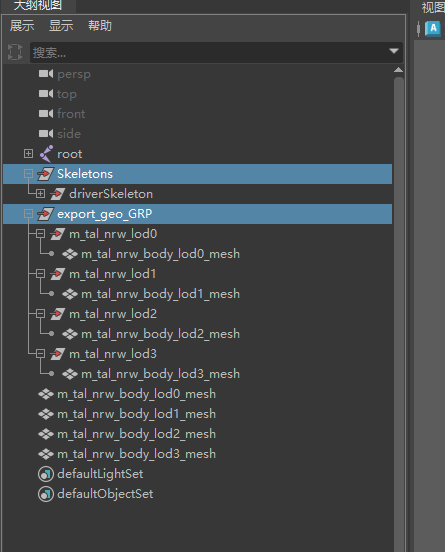 大纲视图
视图
展示 显示 帮助
搜索...
persp
top
front
side
root
Skeletons
driverSkeleton
export_geo_GRP
m_tal_nrw_lod0
m_tal_nrw_body_lod0_mesh
m_tal_nrw_lod1
m_tal_nrw_body_lod1_mesh
m_tal_nrw_lod2
m_tal_nrw_body_lod2_mesh
m_tal_nrw_lod3
m_tal_nrw_body_lod3_mesh
m_tal_nrw_body_lod0_mesh
m_tal_nrw_body_lod1_mesh
m_tal_nrw_body_lod2_mesh
m_tal_nrw_body_lod3_mesh
defaultLightSet
defaultObjectSet